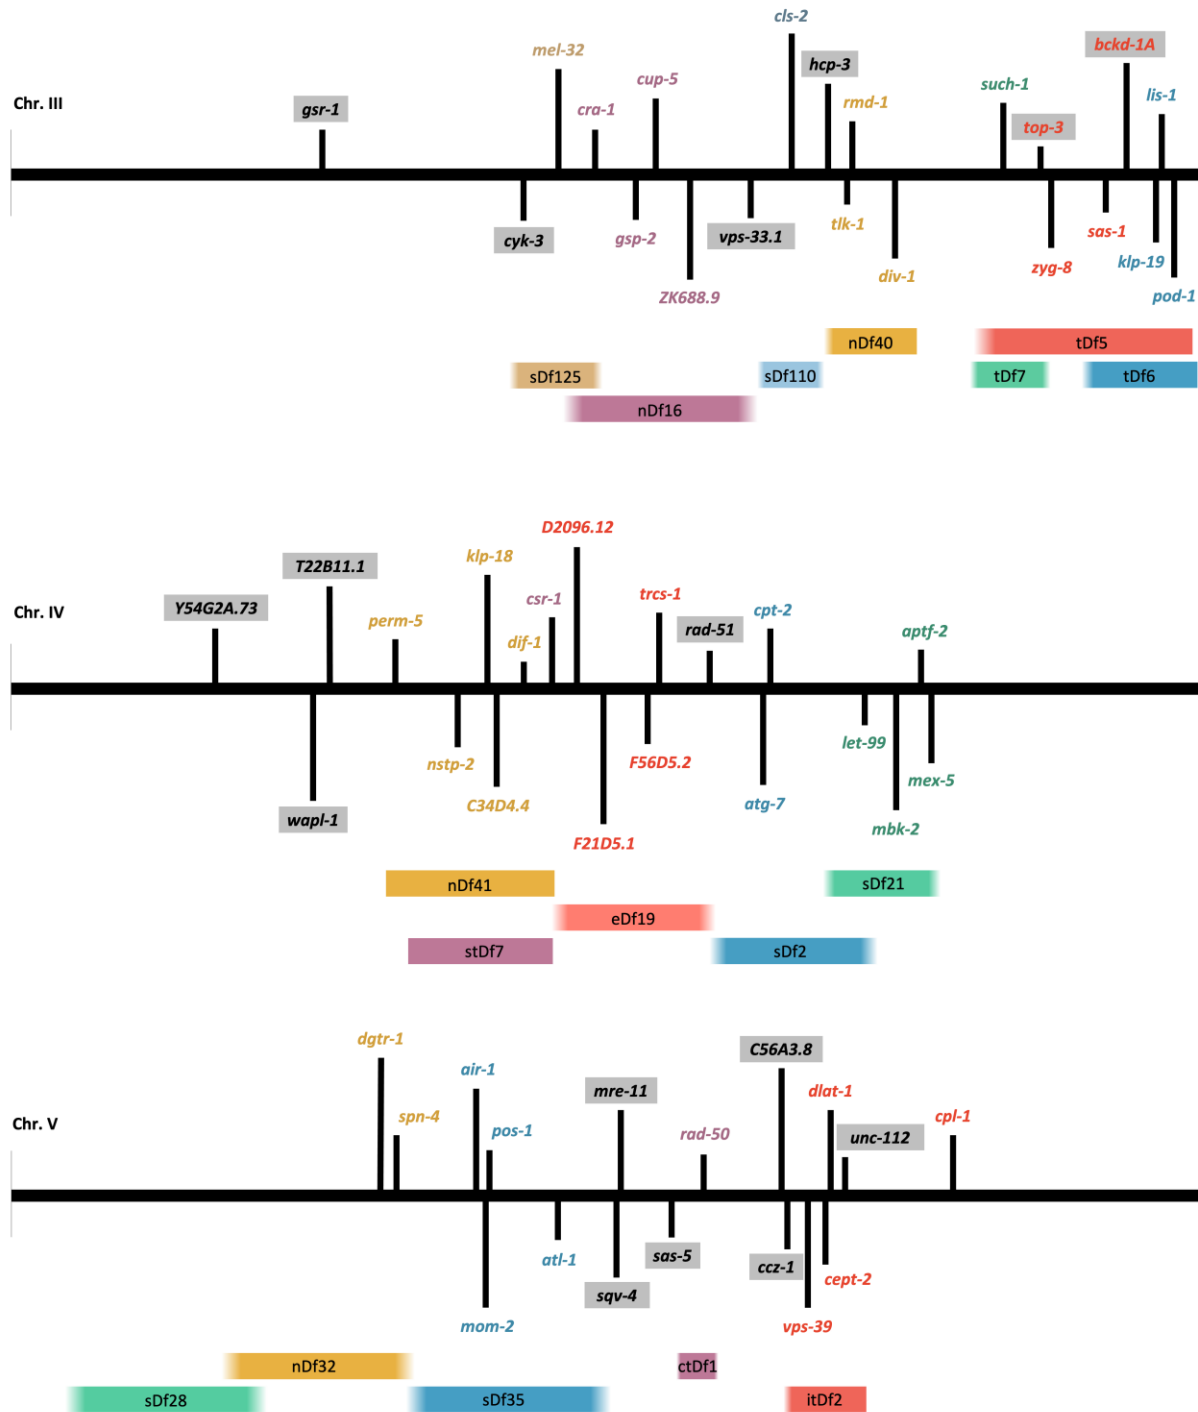 cls-2
mel-32
bckd-1A
hcp-3
cup-5
such-1
lis-1
Chr. III
gsr-1
cra-1
rmd-1
top-3
cyk-3
gsp-2
vps-33.1
tlk-1
sas-1
div-1
zyg-8
klp-19
ZK688.9
pod-1
nDf40
tDf5
sDf125
sDf110
tDf7
tDf6
nDf16
D2096.12
T22B11.1
klp-18
Chr. IV
Y54G2A.73
perm-5
csr-1
trcs-1
cpt-2
dif-1
rad-51
aptf-2
let-99
nstp-2
F56D5.2
mex-5
wapl-1
C34D4.4
atg-7
mbk-2
F21D5.1
nDf41
sDf21
eDf19
stDf7
sDf2
dgtr-1
C56A3.8
air-1
mre-11
dlat-1
Chr. V
spn-4
pos-1
rad-50
unc-112
cpl-1
atl-1
sas-5
ccz-1
cept-2
sqv-4
mom-2
vps-39
nDf32
ctDf1
sDf28
sDf35
itDf2